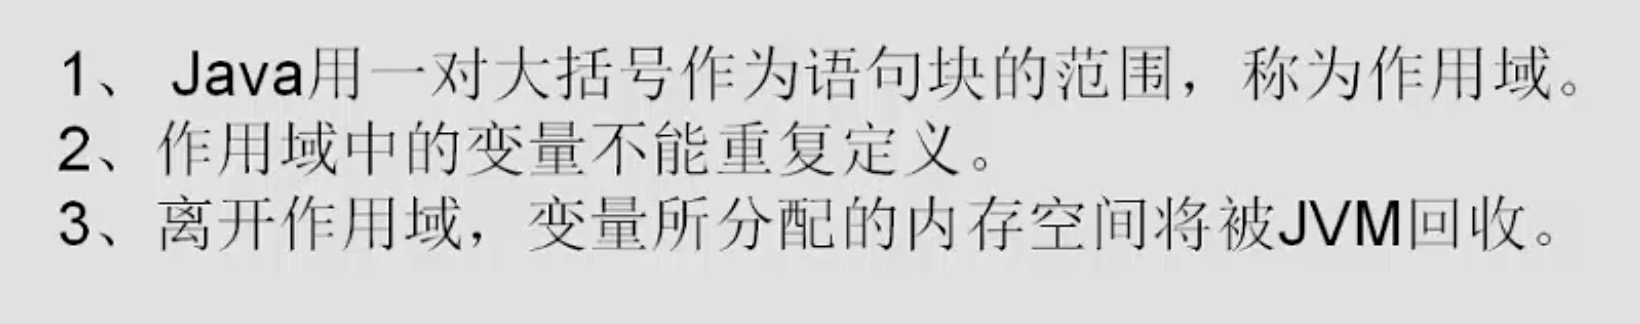 1、 Java用一对大括号作为语句块的范围，称为作用域。
2、作用域中的变量不能重复定义。
3、离开作用域，变量所分配的内存空间将被JVM回收。